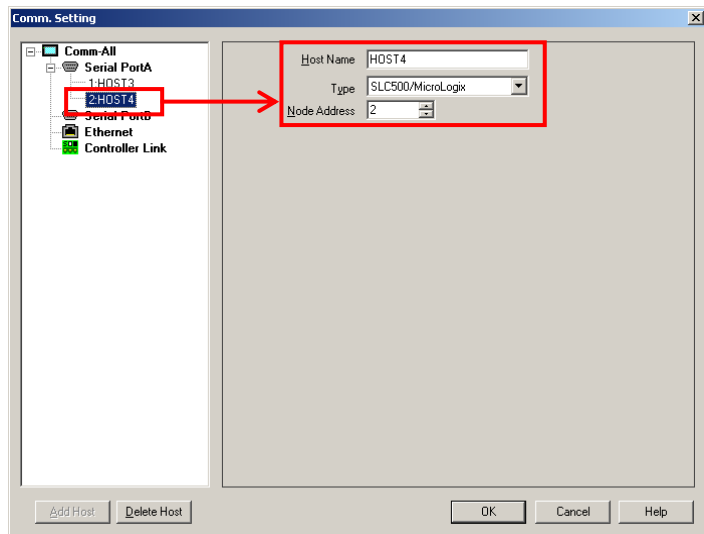 Comm. Setting
Comm-All
Serial PortA
1:HOST3
2:HOST4
Serial PortB
Ethernet
Controller Link
Host Name HOST4
Type SLC500/MicroLogix
Node Address 2
Add Host Delete Host OK Cancel Help